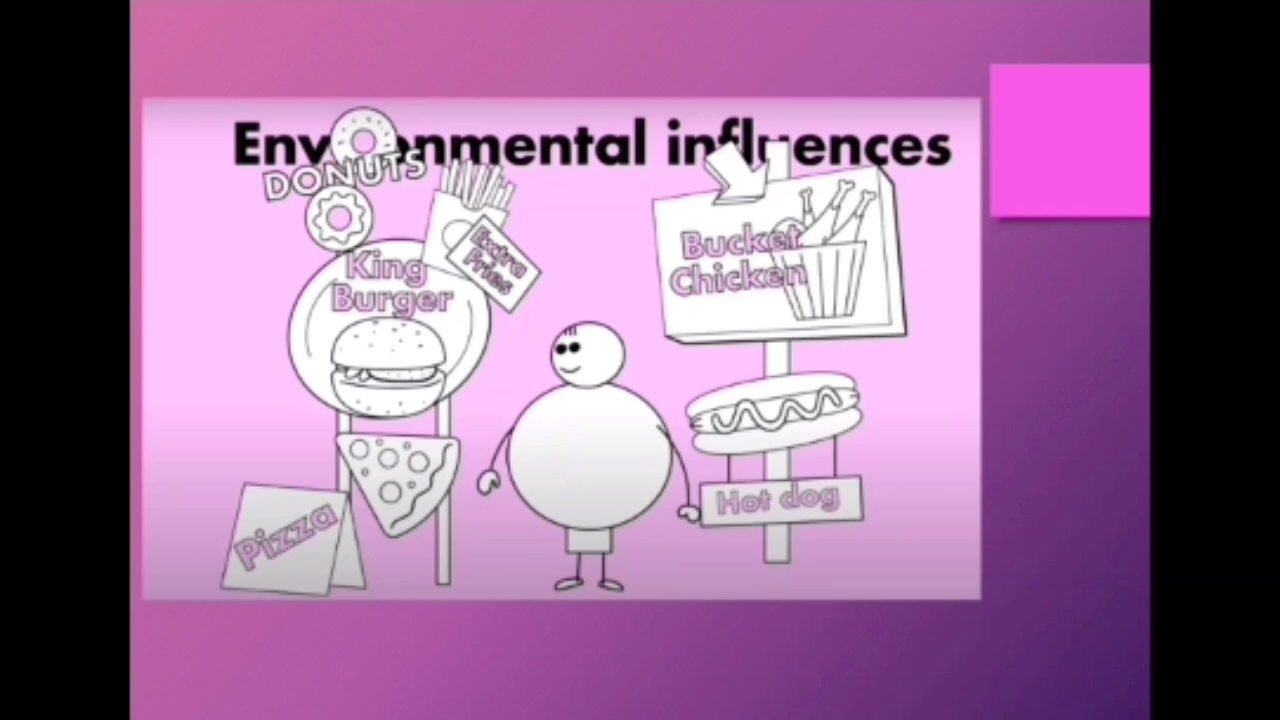 Environmental influences
DONUTS
Extra
Fries
King
Burger
Bucket
Chicken
Pizza
Hot dog